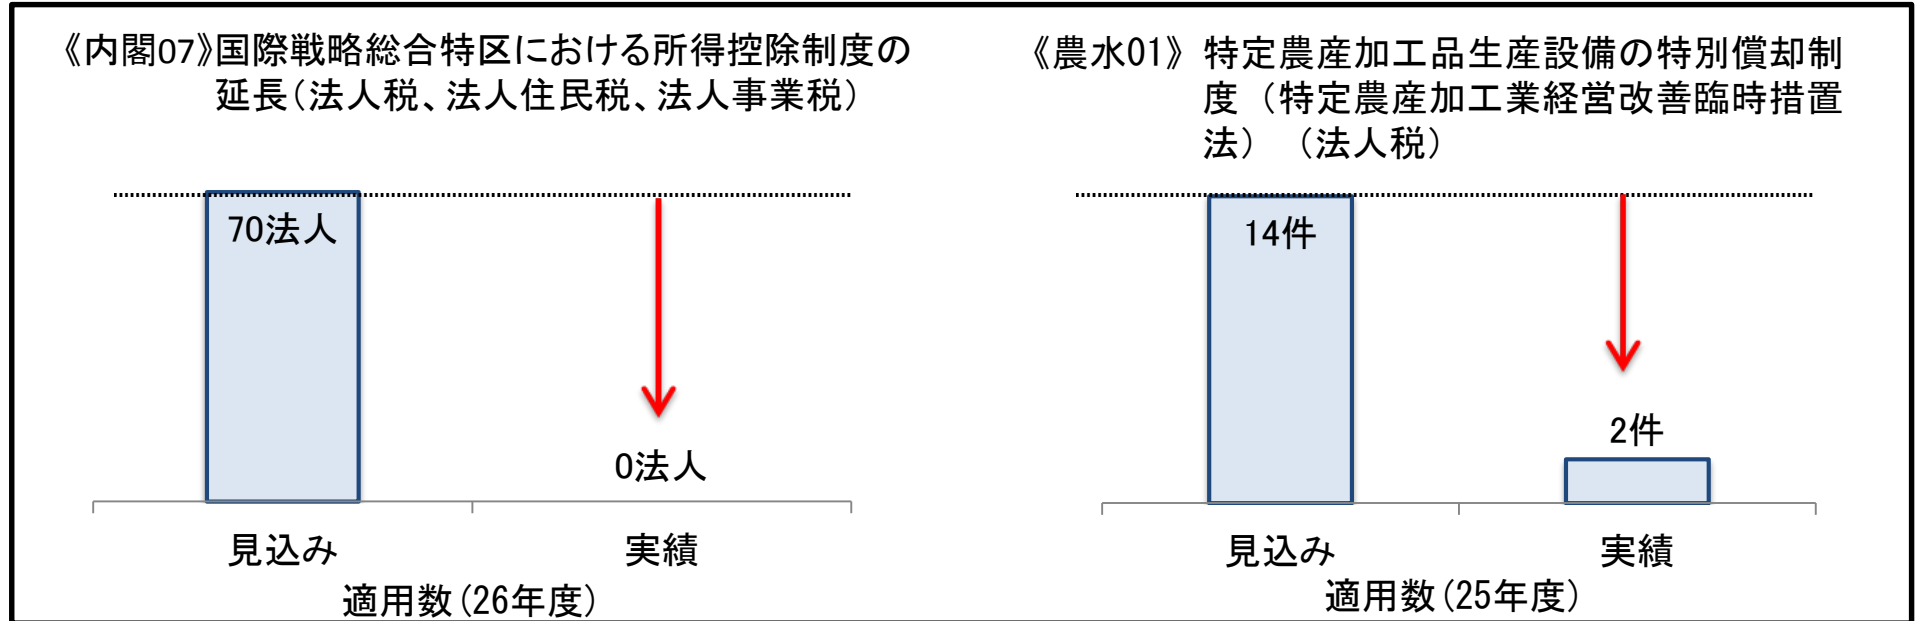 《内閣07》国際戦略総合特区における所得控除制度の
延長（法人税、法人住民税、法人事業税）
70法人
0法人
見込み
実績
適用数(26年度)
《農水01》特定農産加工品生産設備の特別償却制
度（特定農産加工業経営改善臨時措置
法）（法人税）
14件
2件
見込み
実績
適用数(25年度)